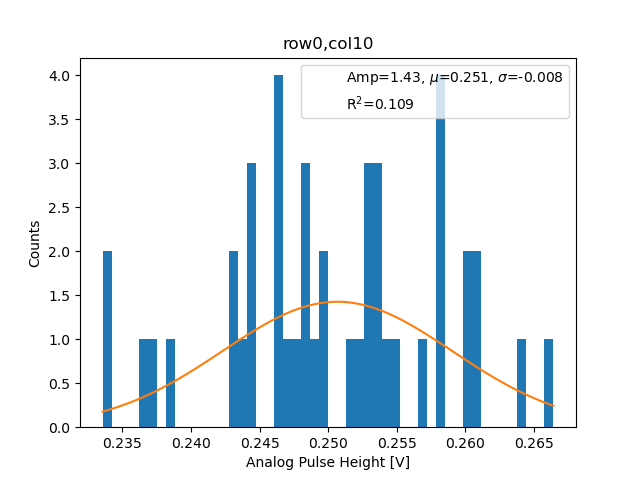 row0,col10
Amp=1.43, μ=0.251, σ=-0.008
R²=0.109
4.0
3.5
3.0
2.5
2.0
1.5
1.0
0.5
0.0
Counts
0.235 0.240 0.245 0.250 0.255 0.260 0.265
Analog Pulse Height [V]